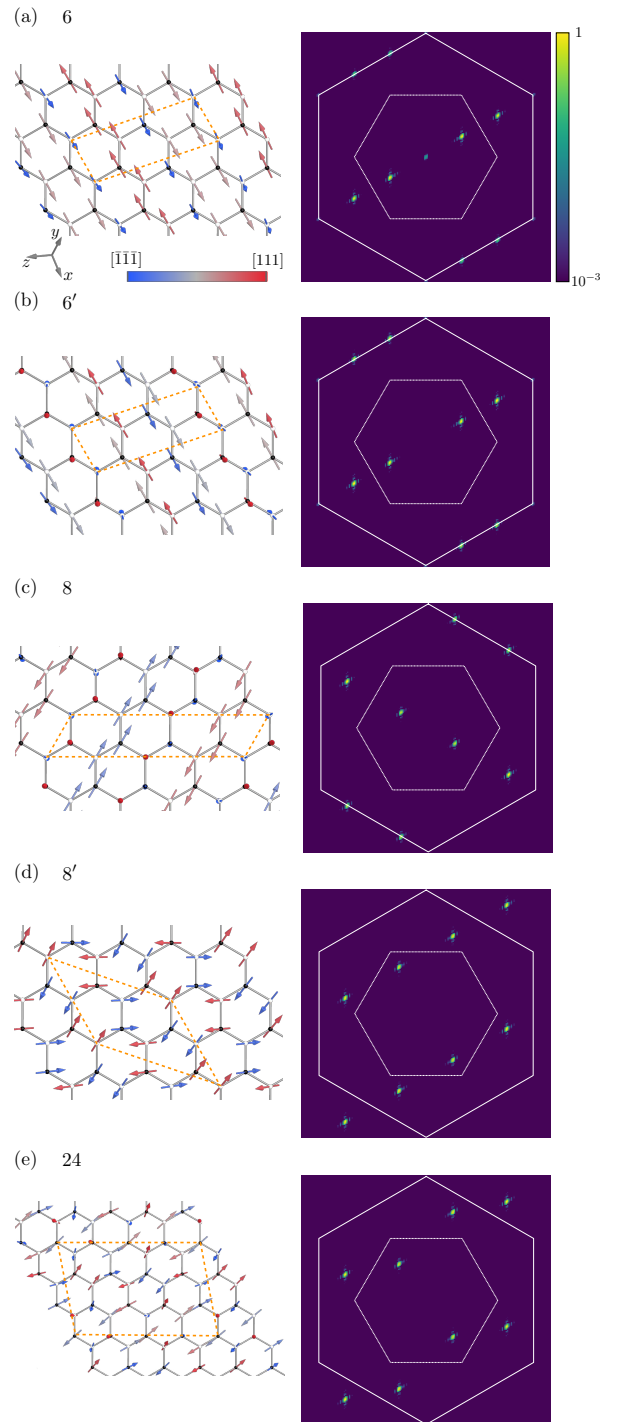 (a) 6
1
y
z
x
[1̄1̄1̄] [111]
10⁻³
(b) 6′
(c) 8
(d) 8′
(e) 24